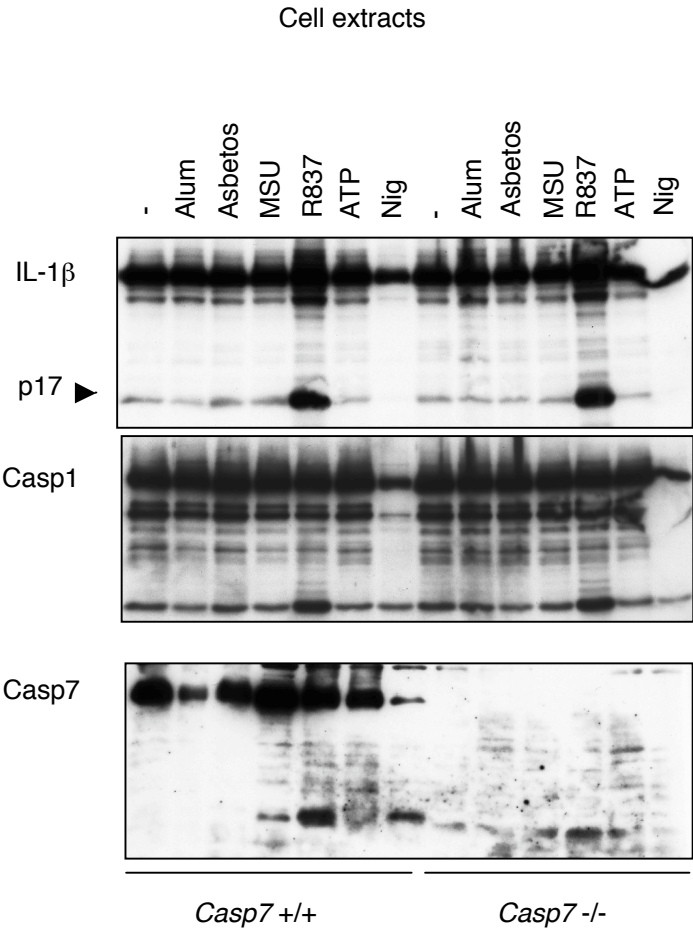 Cell extracts
- Alum Asbetos MSU R837 ATP Nig - Alum Asbetos MSU R837 ATP Nig
IL-1β
p17
Casp1
Casp7
Casp7 +/+ Casp7 -/-